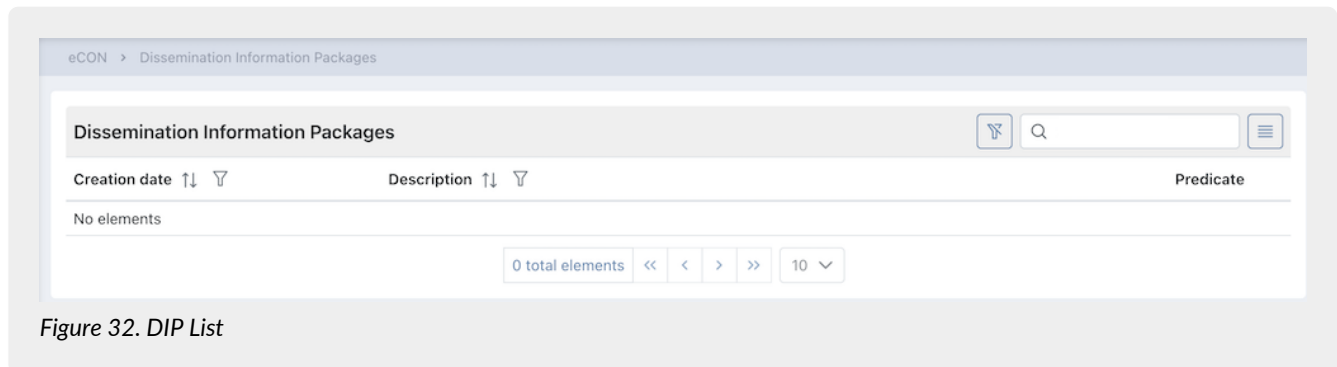 eCON > Dissemination Information Packages
Dissemination Information Packages
Creation date Description Predicate
No elements
0 total elements << < > >> 10
Figure 32. DIP List